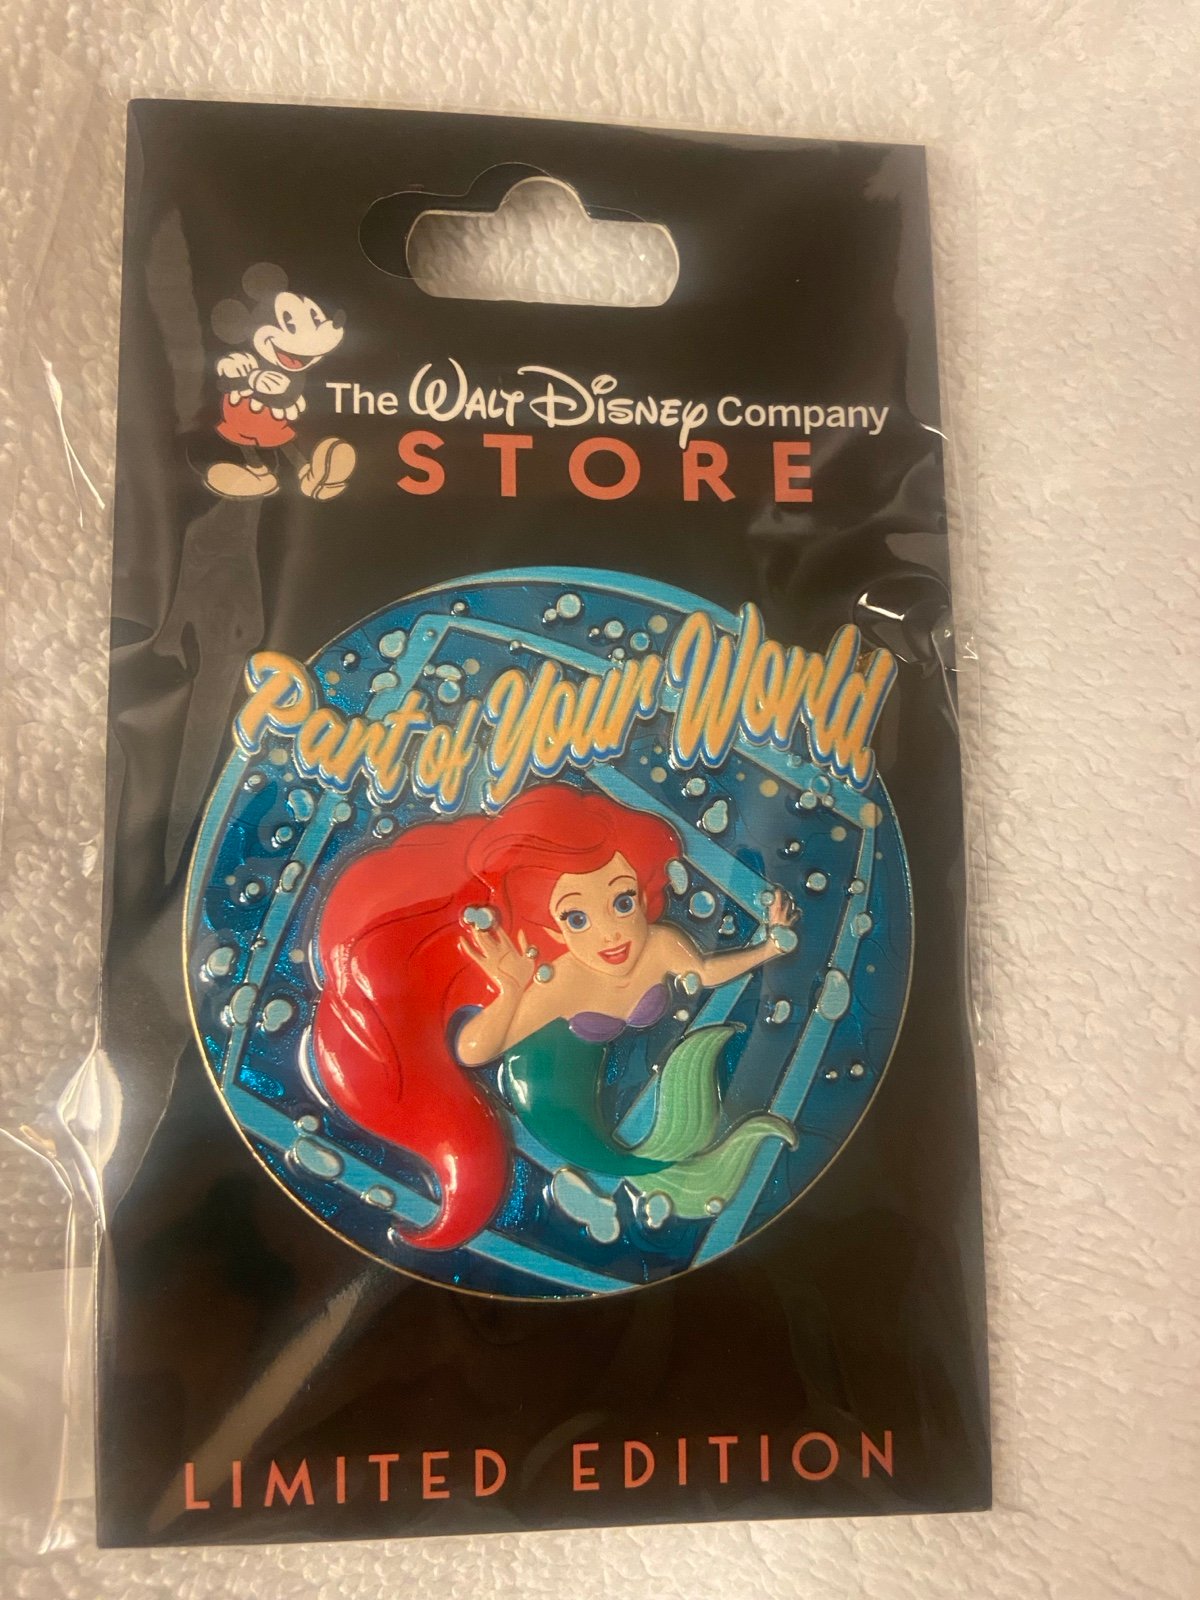 The WALT DISNEY Company
STORE
Part of Your World
LIMITED EDITION